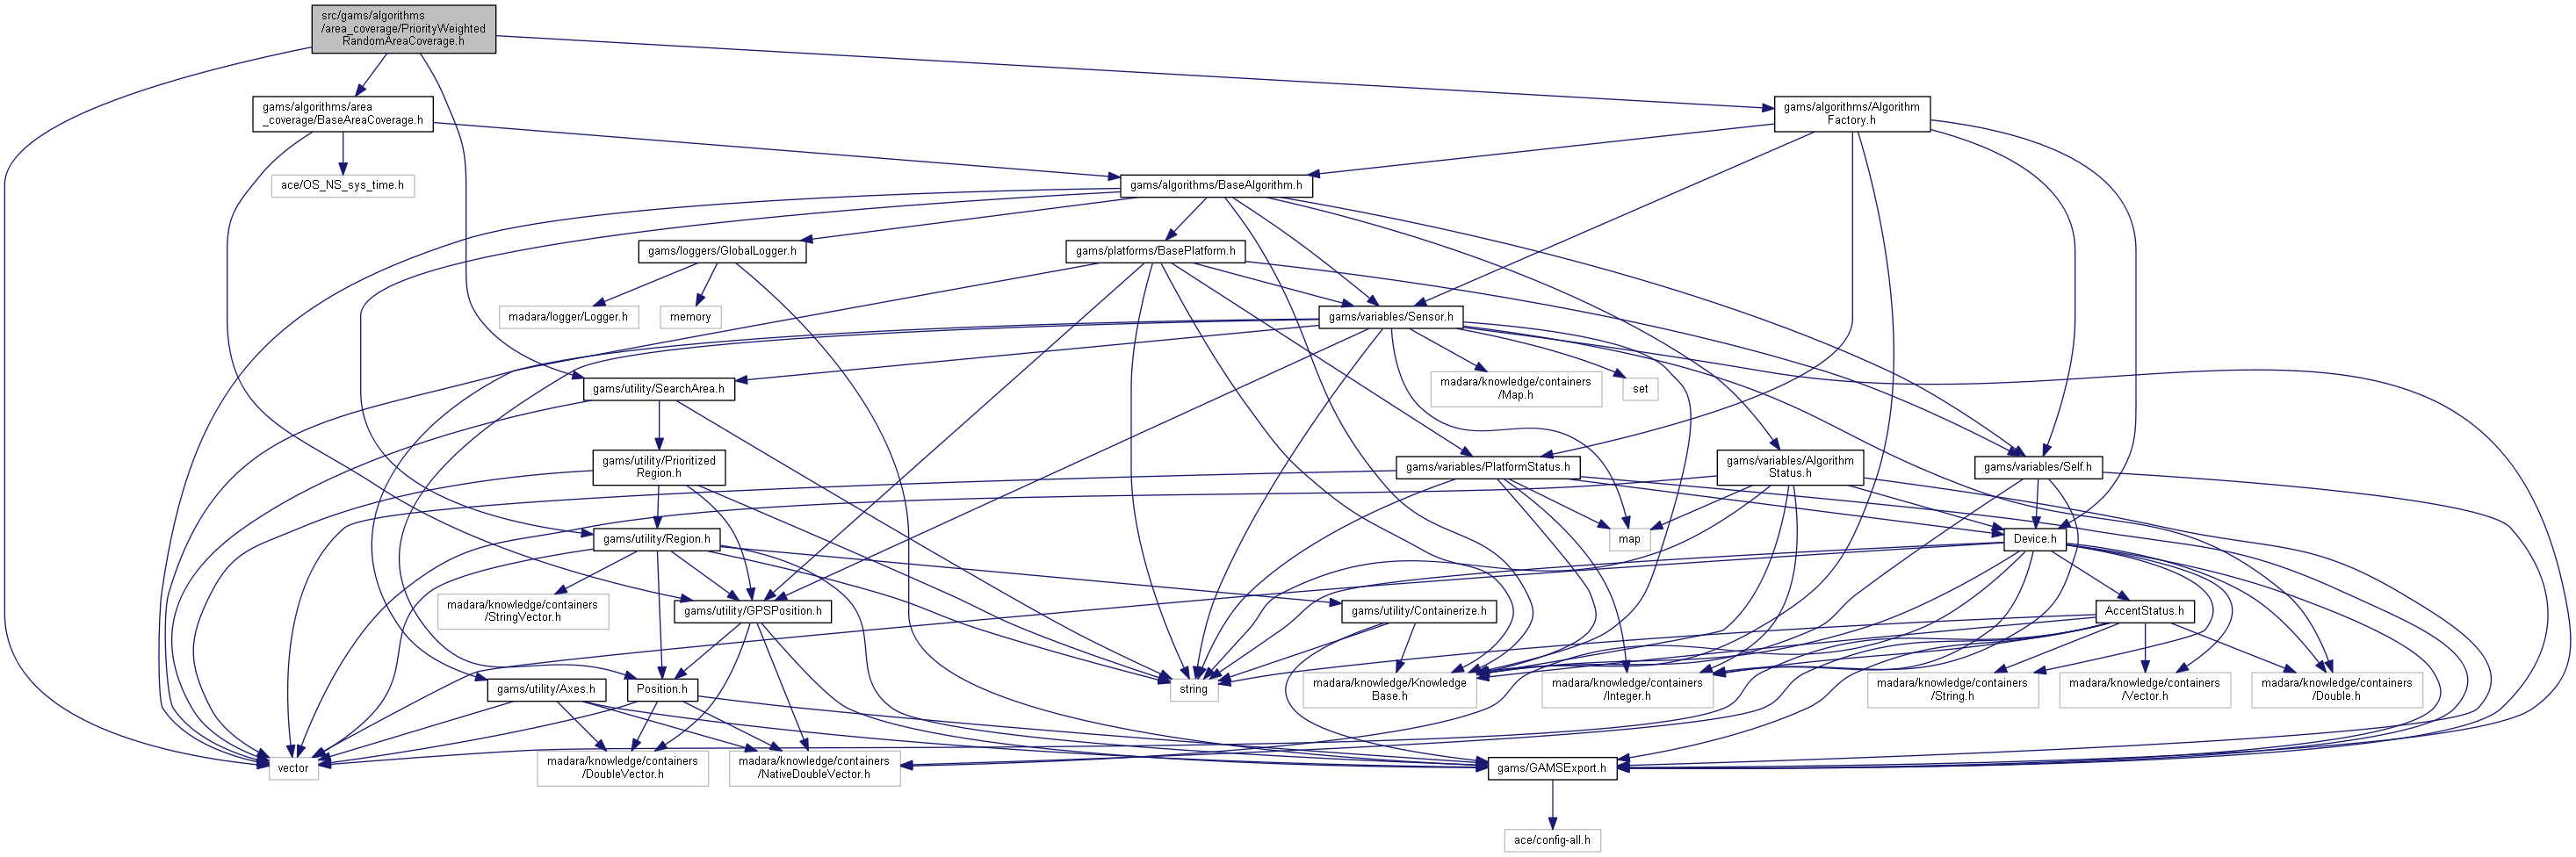 src/gams/algorithms
/area_coverage/PriorityWeighted
RandomAreaCoverage.h
gams/algorithms/area
_coverage/BaseAreaCoverage.h
gams/algorithms/Algorithm
Factory.h
ace/OS_NS_sys_time.h
gams/algorithms/BaseAlgorithm.h
gams/loggers/GlobalLogger.h
gams/platforms/BasePlatform.h
madara/logger/Logger.h
memory
gams/variables/Sensor.h
gams/utility/SearchArea.h
madara/knowledge/containers
/Map.h
set
gams/utility/Prioritized
Region.h
gams/variables/PlatformStatus.h
gams/variables/Algorithm
Status.h
gams/variables/Self.h
gams/utility/Region.h
map
Device.h
madara/knowledge/containers
/StringVector.h
gams/utility/GPSPosition.h
gams/utility/Containerize.h
AccentStatus.h
gams/utility/Axes.h
Position.h
string
madara/knowledge/Knowledge
Base.h
madara/knowledge/containers
/Integer.h
madara/knowledge/containers
/String.h
madara/knowledge/containers
/Vector.h
madara/knowledge/containers
/Double.h
vector
madara/knowledge/containers
/DoubleVector.h
madara/knowledge/containers
/NativeDoubleVector.h
gams/GAMSExport.h
ace/config-all.h